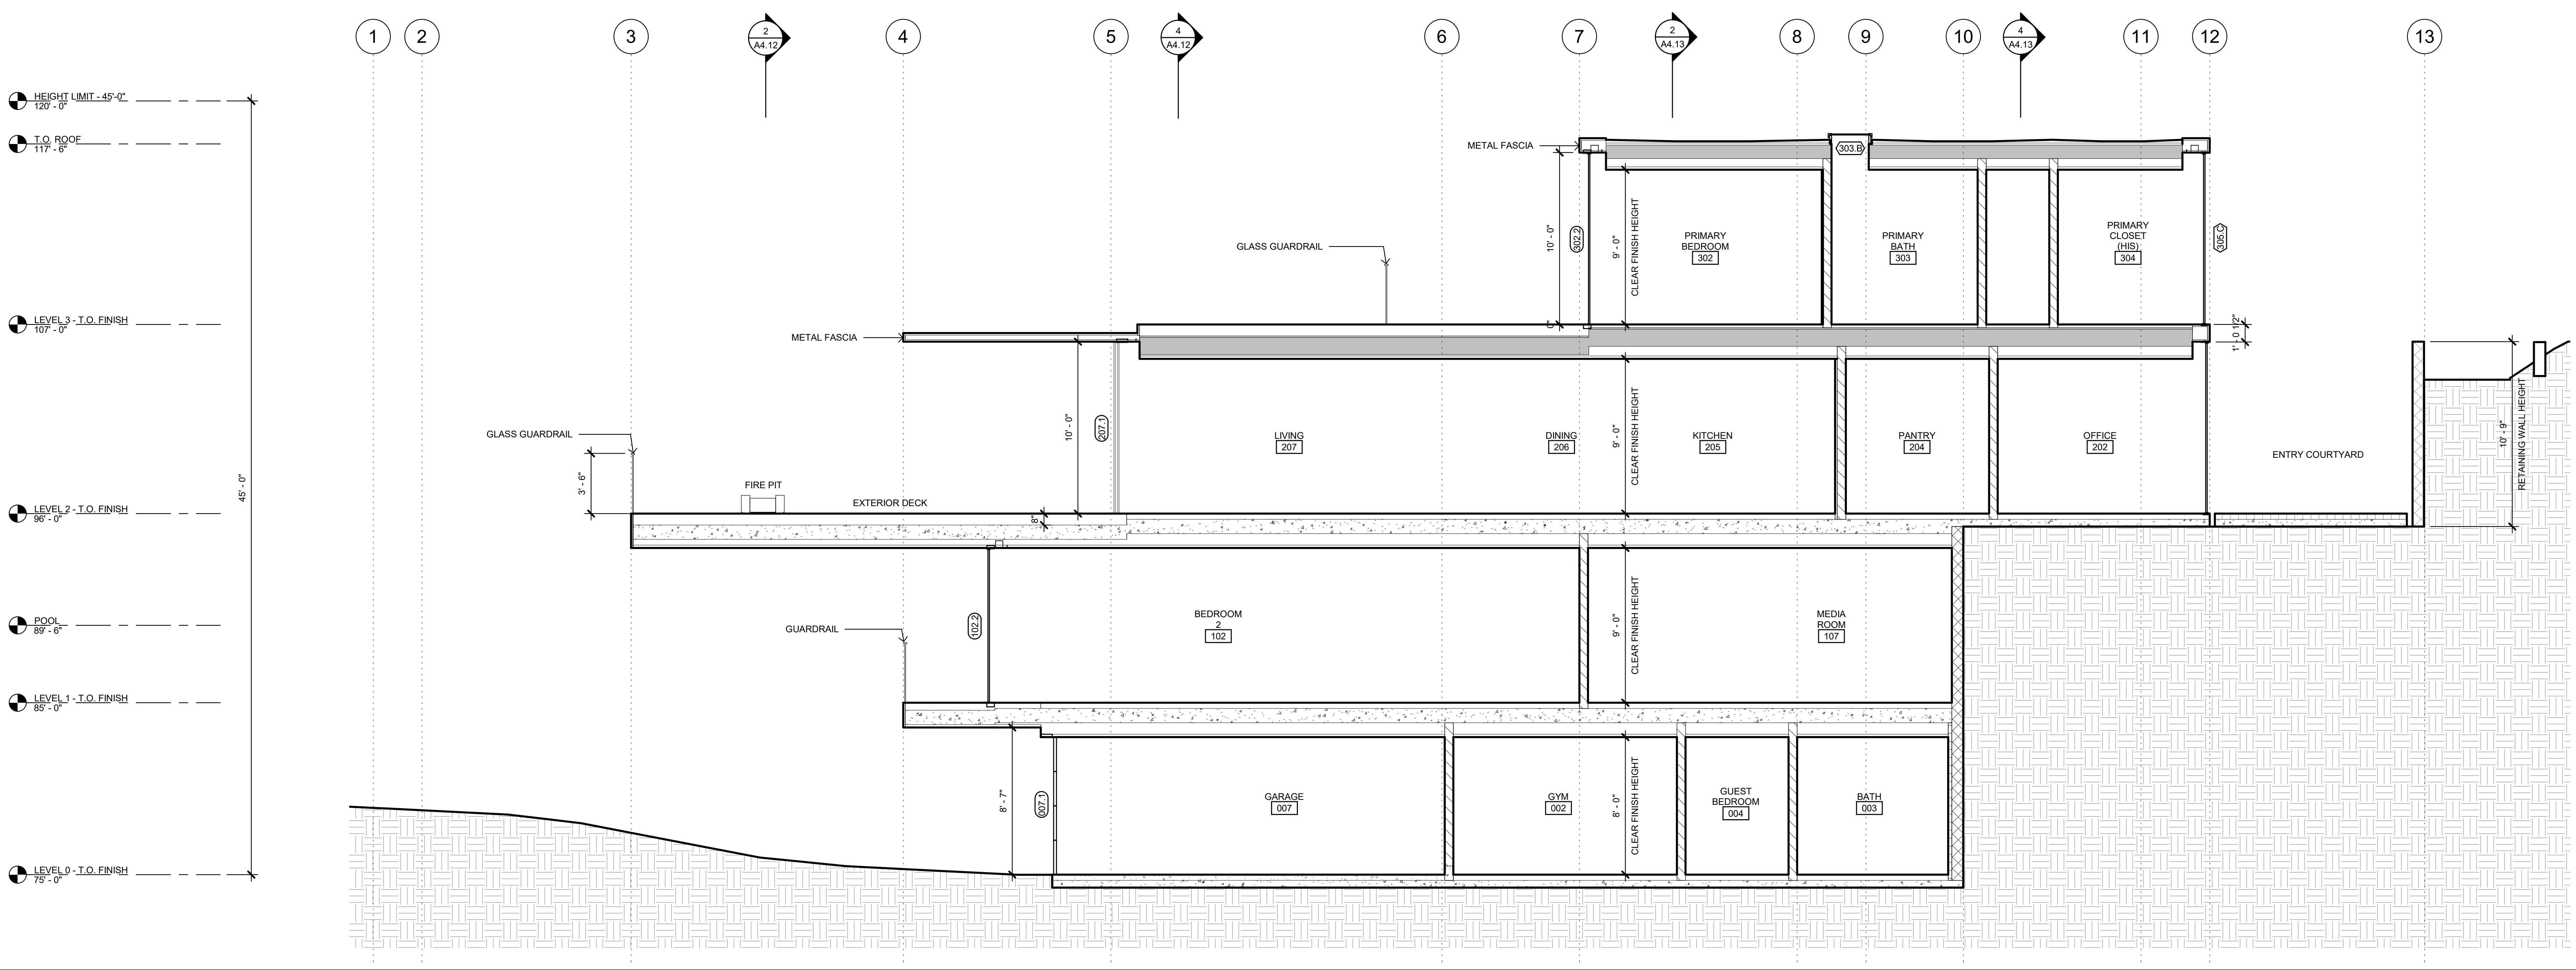 1
2
3
2
A4.12
4
5
4
A4.12
6
7
2
A4.13
8
9
10
4
A4.13
11
12
13
HEIGHT LIMIT - 45'-0"
120' - 0"
T.O. ROOF
117' - 6"
METAL FASCIA
303.B
10' - 0"
302.2
9' - 0"
CLEAR FINISH HEIGHT
PRIMARY
BEDROOM
302
PRIMARY
BATH
303
PRIMARY
CLOSET
(HIS)
304
305.C
GLASS GUARDRAIL
LEVEL 3 - T.O. FINISH
107' - 0"
METAL FASCIA
0"
1' - 0 1/2"
45' - 0"
GLASS GUARDRAIL
3' - 6"
FIRE PIT
EXTERIOR DECK
8"
10' - 0"
207.1
LIVING
207
DINING
206
9' - 0"
CLEAR FINISH HEIGHT
KITCHEN
205
PANTRY
204
OFFICE
202
ENTRY COURTYARD
10' - 9"
RETAINING WALL HEIGHT
LEVEL 2 - T.O. FINISH
96' - 0"
POOL
89' - 6"
GUARDRAIL
102.2
BEDROOM
2
102
9' - 0"
CLEAR FINISH HEIGHT
MEDIA
ROOM
107
LEVEL 1 - T.O. FINISH
85' - 0"
8' - 7"
007.1
GARAGE
007
GYM
002
8' - 0"
CLEAR FINISH HEIGHT
GUEST
BEDROOM
004
BATH
003
LEVEL 0 - T.O. FINISH
75' - 0"